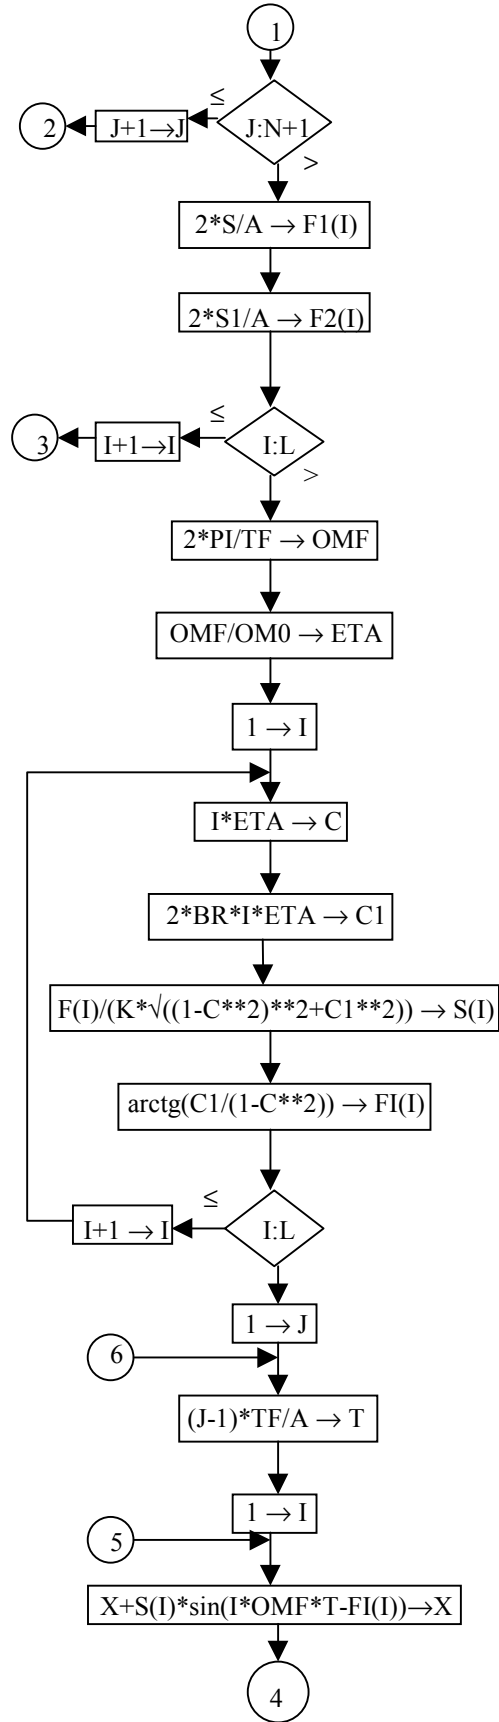 1
≤
2
J+1→J
J:N+1
>
2*S/A → F1(I)
2*S1/A → F2(I)
≤
3
I+1→I
I:L
>
2*PI/TF → OMF
OMF/OM0 → ETA
1 → I
I*ETA → C
2*BR*I*ETA → C1
F(I)/(K*√((1-C**2)**2+C1**2)) → S(I)
arctg(C1/(1-C**2)) → FI(I)
≤
I+1 → I
I:L
1 → J
6
(J-1)*TF/A → T
1 → I
5
X+S(I)*sin(I*OMF*T-FI(I))→X
4